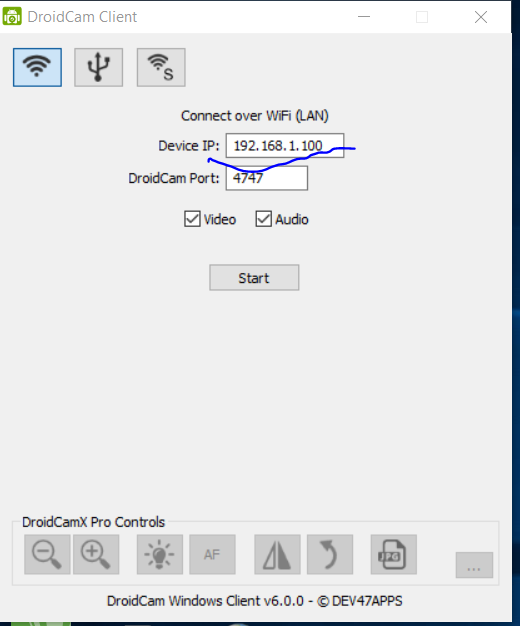 DroidCam Client
S
Connect over WiFi (LAN)
Device IP: 192.168.1.100
DroidCam Port: 4747
Video Audio
Start
DroidCamX Pro Controls
AF JPG ...
DroidCam Windows Client v6.0.0 - © DEV47APPS